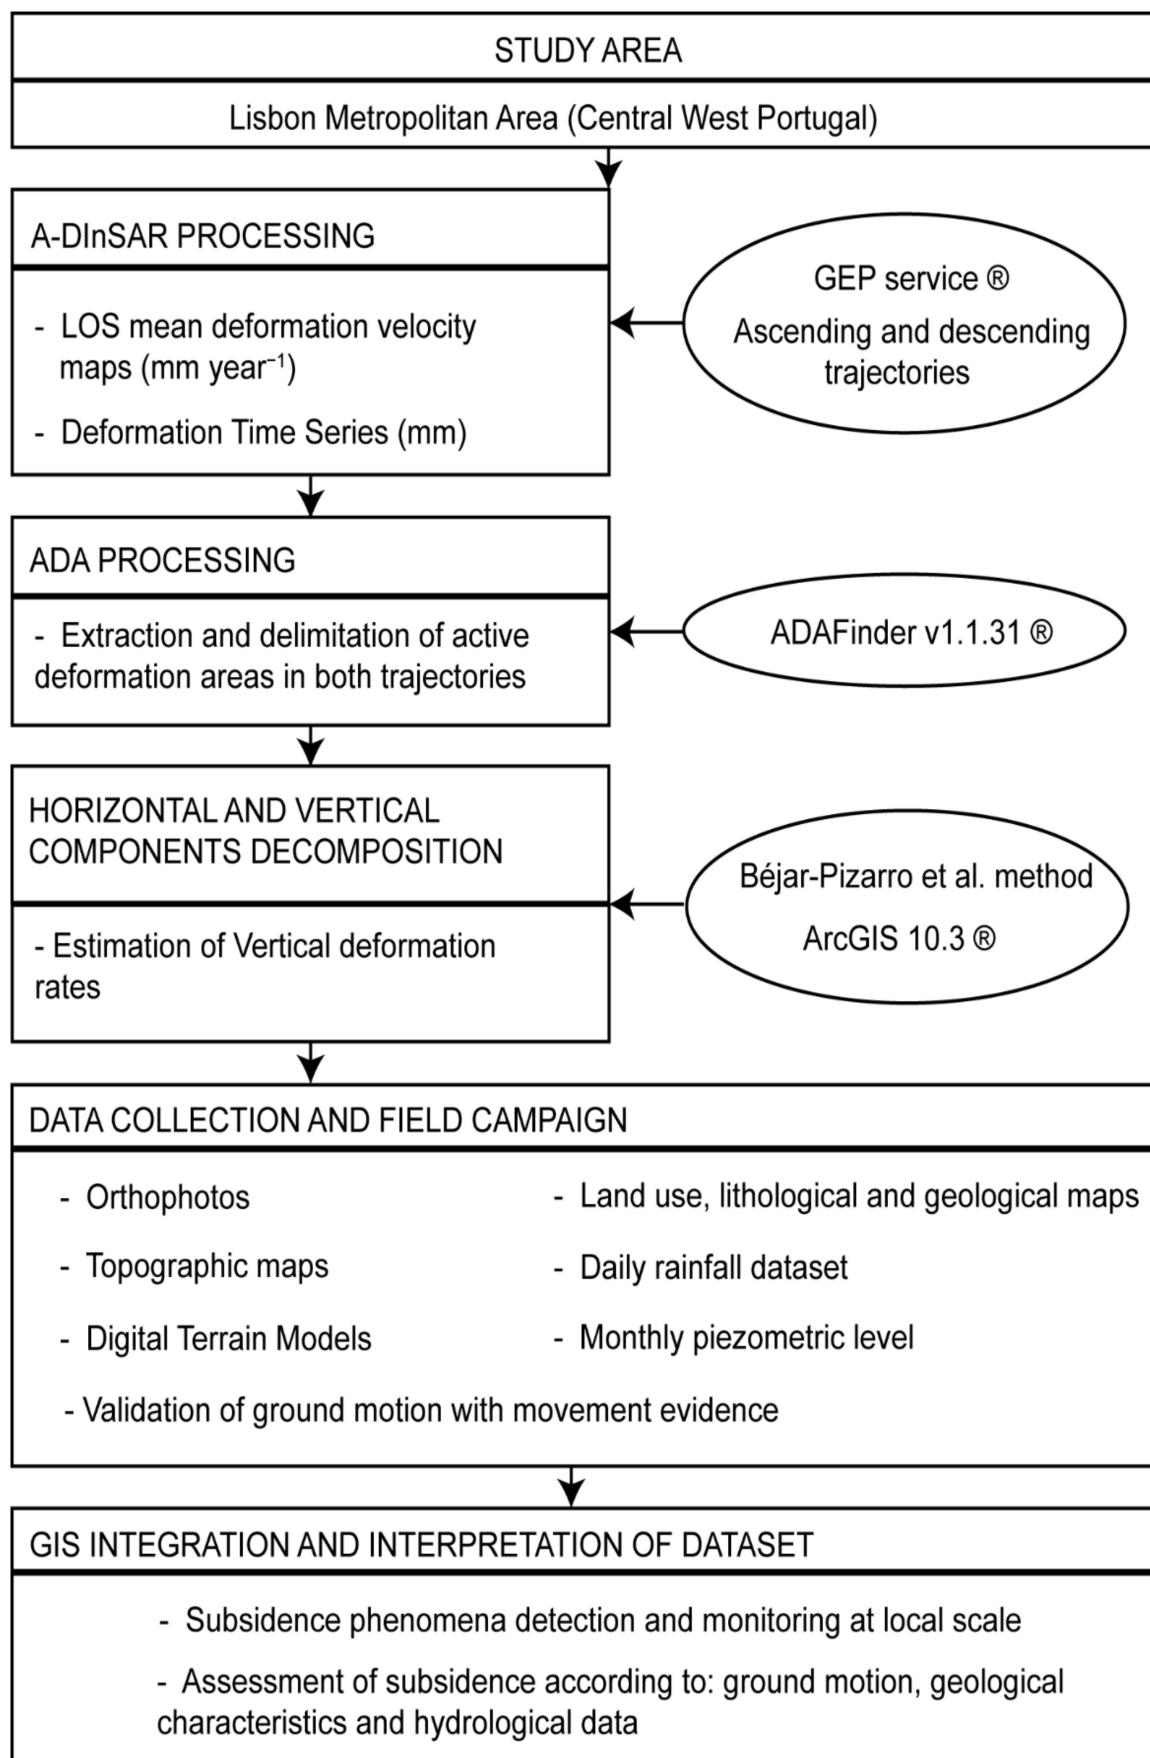 STUDY AREA
Lisbon Metropolitan Area (Central West Portugal)
A-DInSAR PROCESSING
- LOS mean deformation velocity
maps (mm year⁻¹)
- Deformation Time Series (mm)
GEP service ®
Ascending and descending
trajectories
ADA PROCESSING
- Extraction and delimitation of active
deformation areas in both trajectories
ADAFinder v1.1.31 ®
HORIZONTAL AND VERTICAL
COMPONENTS DECOMPOSITION
- Estimation of Vertical deformation
rates
Béjar-Pizarro et al. method
ArcGIS 10.3 ®
DATA COLLECTION AND FIELD CAMPAIGN
- Orthophotos
- Topographic maps
- Digital Terrain Models
- Land use, lithological and geological maps
- Daily rainfall dataset
- Monthly piezometric level
- Validation of ground motion with movement evidence
GIS INTEGRATION AND INTERPRETATION OF DATASET
- Subsidence phenomena detection and monitoring at local scale
- Assessment of subsidence according to: ground motion, geological
characteristics and hydrological data